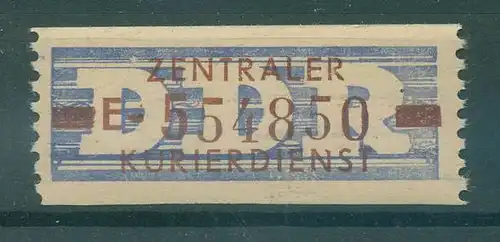 ZENTRALER
DDR
E-554850
KURIERDIENST